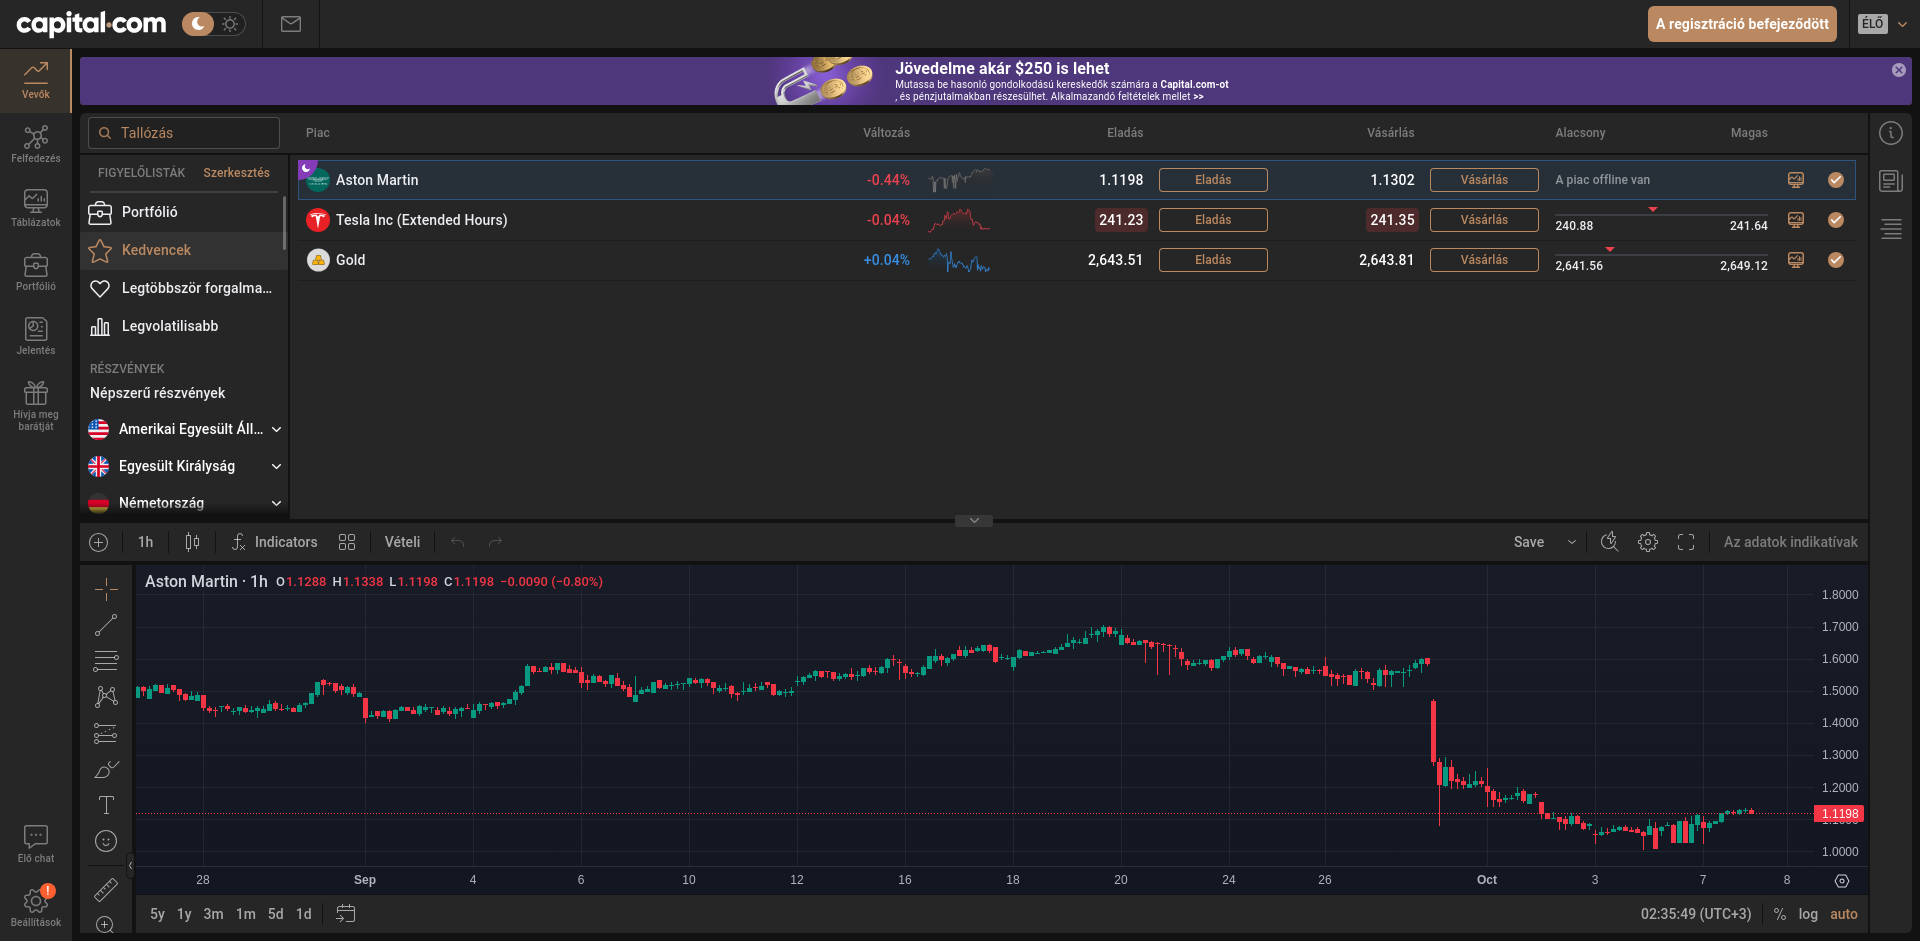 capital.com
A regisztráció befejeződött
ÉLŐ
Vevők
Felfedezés
Táblázatok
Portfólió
Jelentés
Hívja meg
barátját
Élő chat
!
Beállítások
Jövedelme akár $250 is lehet
Mutassa be hasonló gondolkodású kereskedők számára a Capital.com-ot
, és pénzjutalmakban részesülhet. Alkalmazandó feltételek mellet >>
Tallózás
Piac Változás Eladás Vásárlás Alacsony Magas
FIGYELŐLISTÁK Szerkesztés
Portfólió
Kedvencek
Legtöbbször forgalma...
Legvolatilisabb
RÉSZVÉNYEK
Népszerű részvények
Amerikai Egyesült Áll...
Egyesült Királyság
Németország
Aston Martin -0.44% 1.1198 Eladás 1.1302 Vásárlás A piac offline van
Tesla Inc (Extended Hours) -0.04% 241.23 Eladás 241.35 Vásárlás 240.88 241.64
Gold +0.04% 2,643.51 Eladás 2,643.81 Vásárlás 2,641.56 2,649.12
1h Indicators Vételi Save Az adatok indikatívak
Aston Martin · 1h O1.1288 H1.1338 L1.1198 C1.1198 −0.0090 (−0.80%)
1.8000
1.7000
1.6000
1.5000
1.4000
1.3000
1.2000
1.1198
1.0000
28 Sep 4 6 10 12 16 18 20 24 26 Oct 3 7 8
5y 1y 3m 1m 5d 1d 02:35:49 (UTC+3) % log auto